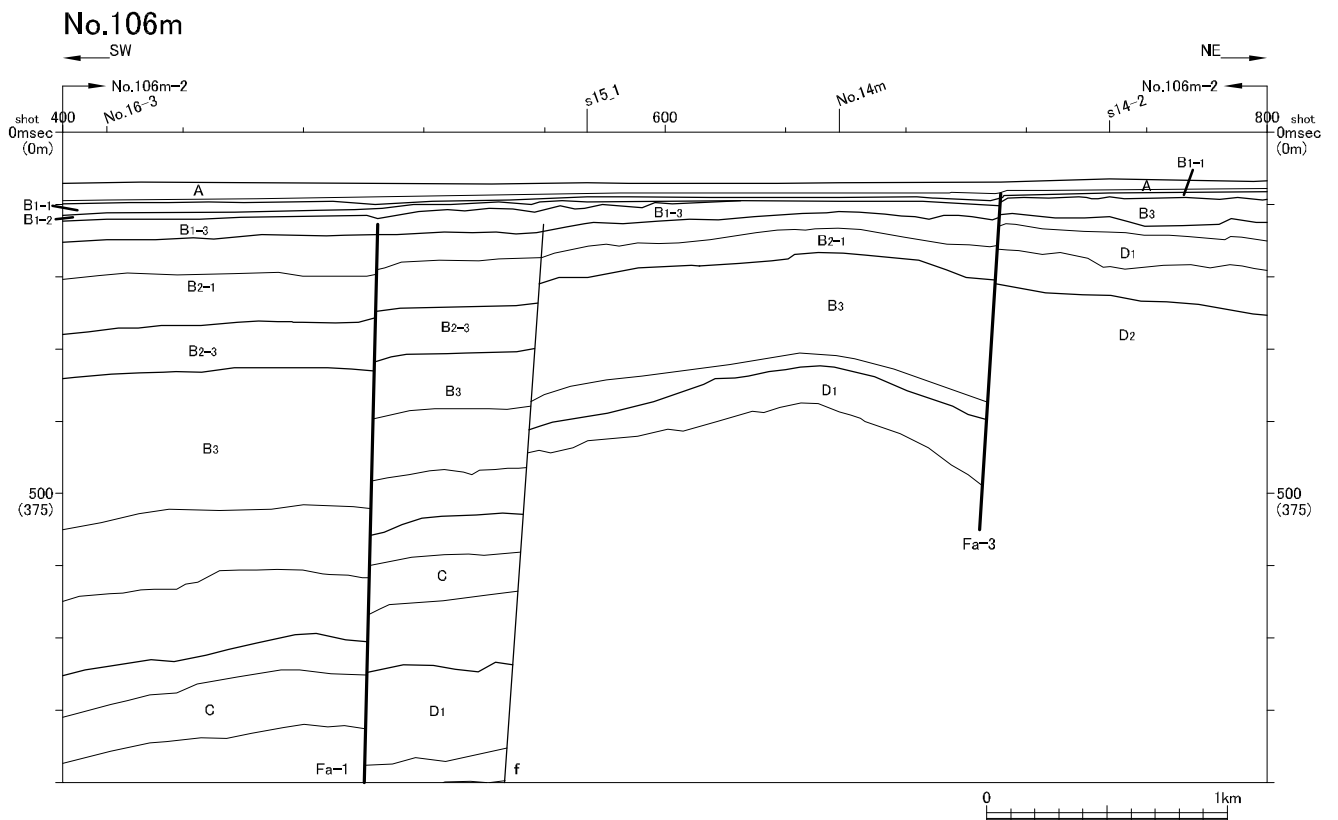 No.106m
SW
NE
No.106m-2
No.106m-2
No.16-3
s15_1
No.14m
s14-2
shot
400
600
800
shot
0msec
(0m)
0msec
(0m)
A
B1-1
A
B1-1
B1-2
B1-3
B1-3
B3
B2-1
B2-1
D1
B2-3
B2-3
B3
D2
B3
D1
B3
500
(375)
500
(375)
Fa-3
C
C
D1
Fa-1
f
0
1km